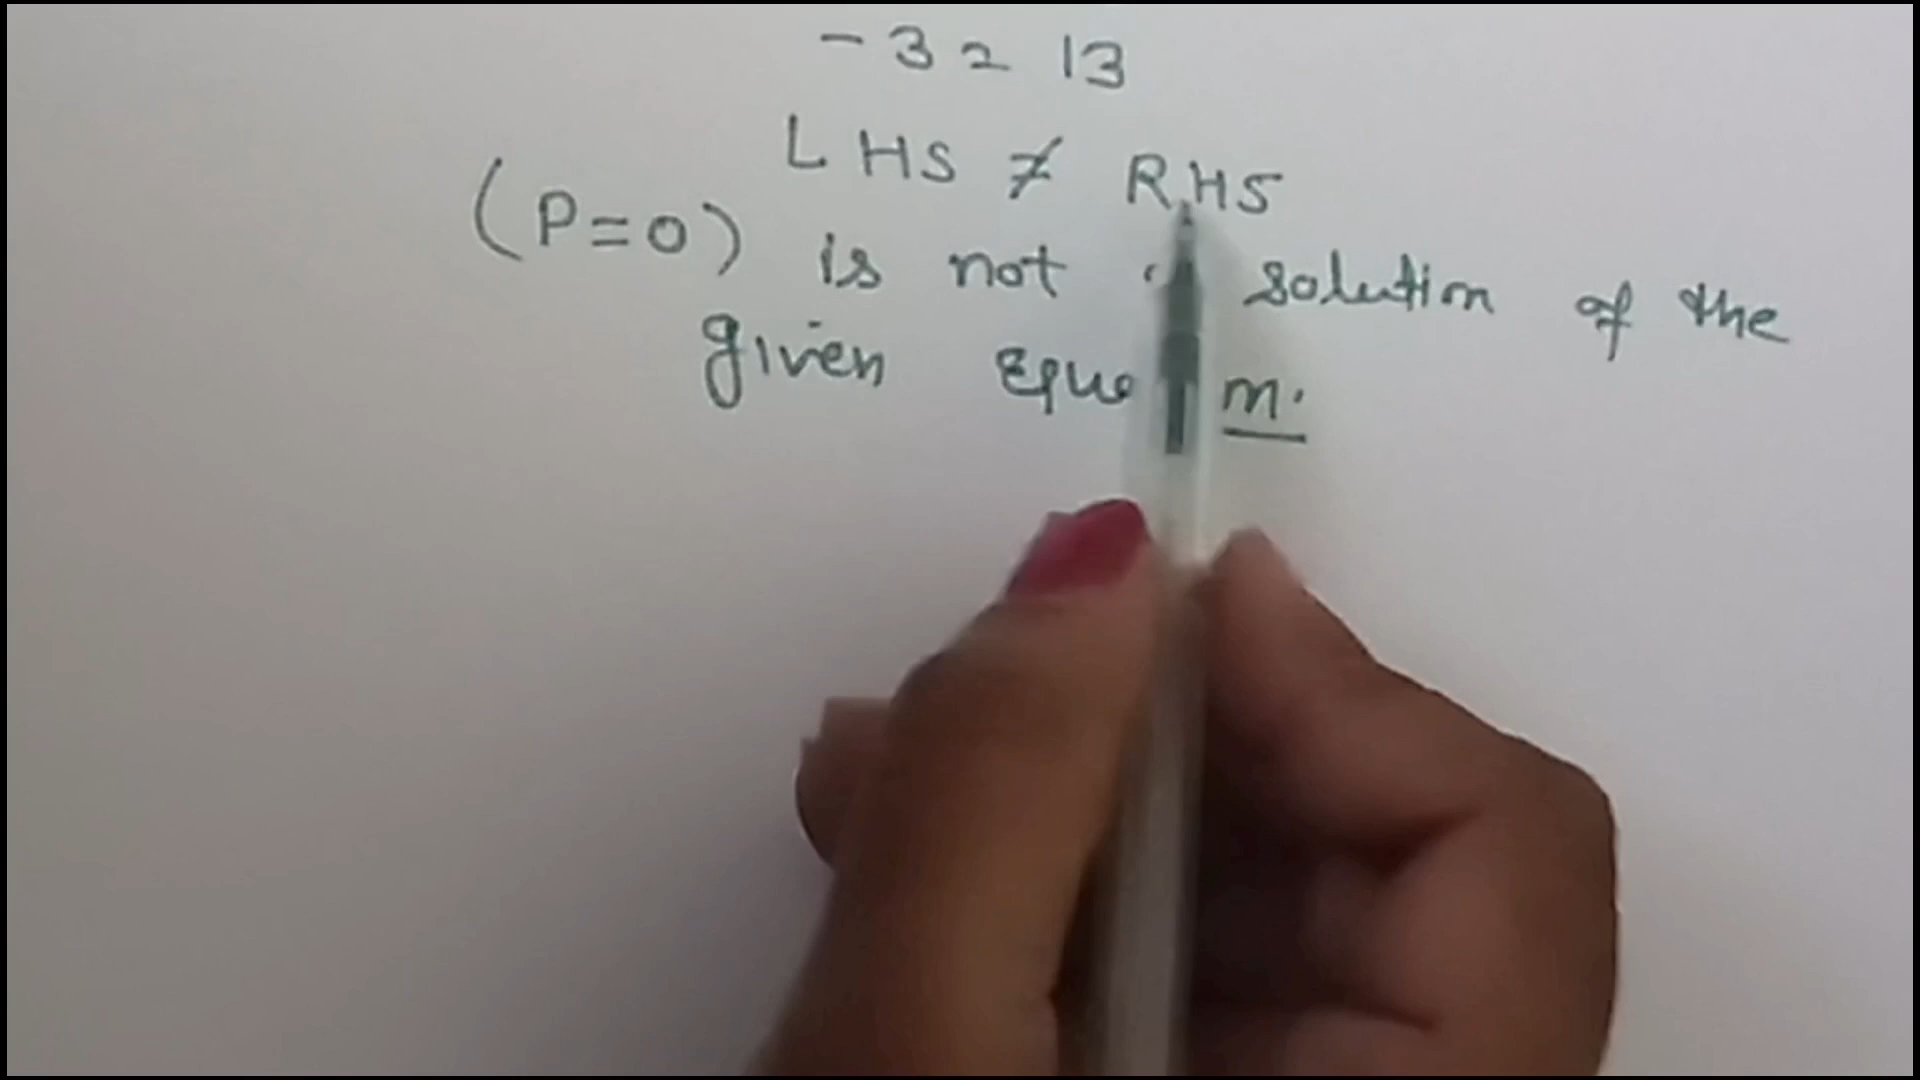 - 3 = 13
LHS ≠ RHS
(P=0) is not solution of the
given